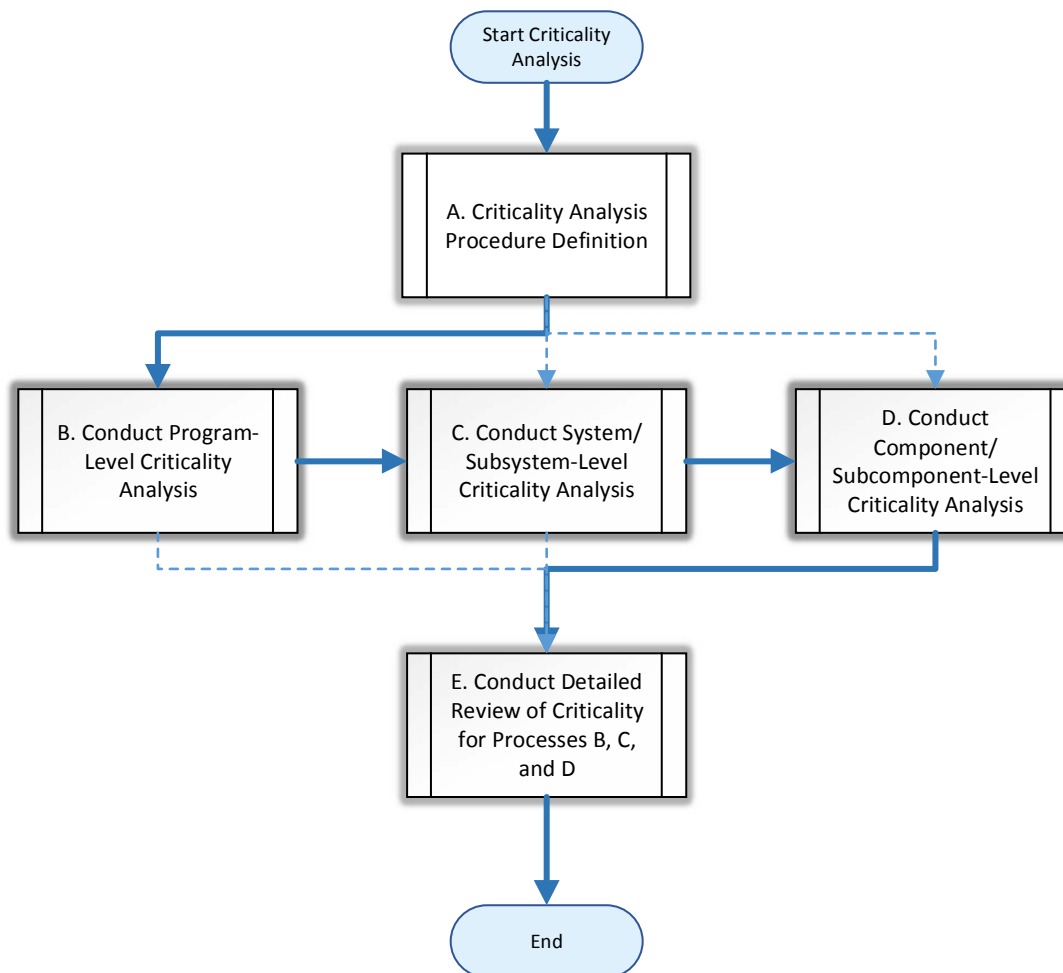 Start Criticality
Analysis
A. Criticality Analysis
Procedure Definition
B. Conduct Program-
Level Criticality
Analysis
C. Conduct System/
Subsystem-Level
Criticality Analysis
D. Conduct
Component/
Subcomponent-Level
Criticality Analysis
E. Conduct Detailed
Review of Criticality
for Processes B, C,
and D
End